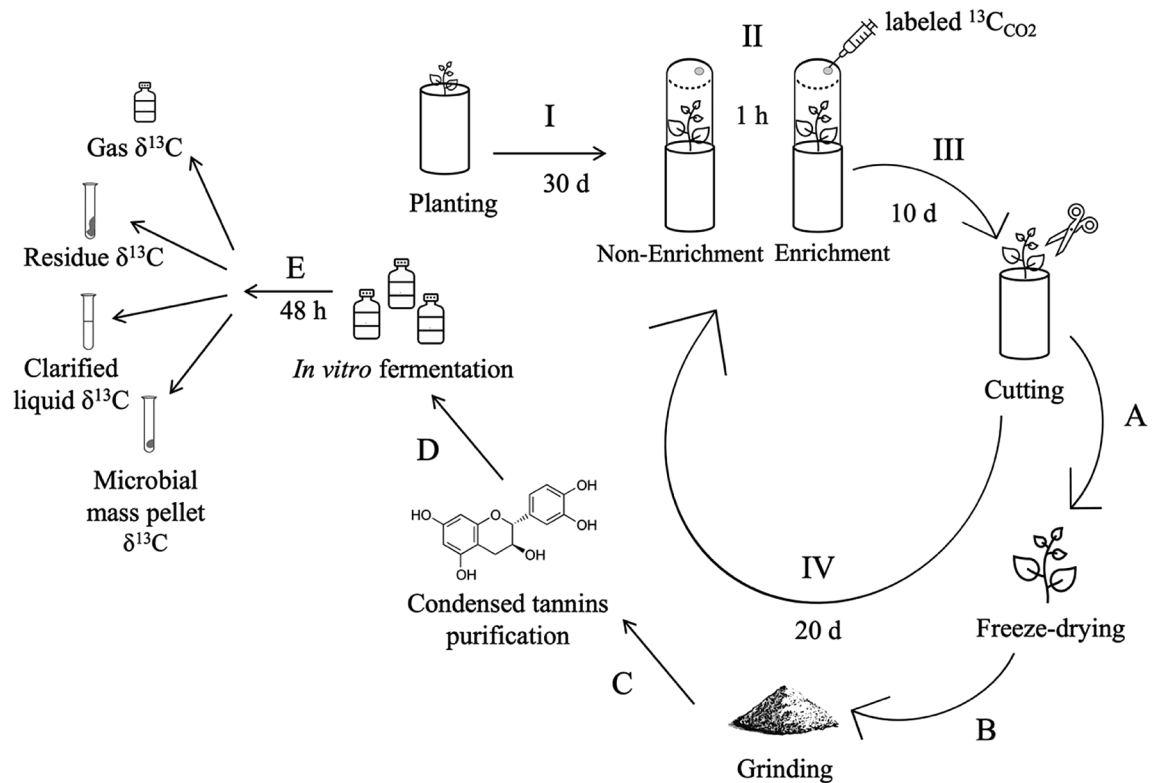 labeled ¹³C_CO2
II
1 h
Gas δ¹³C
I
30 d
Planting
III
10 d
Non-Enrichment
Enrichment
Residue δ¹³C
E
48 h
In vitro fermentation
Clarified
liquid δ¹³C
Cutting
A
D
Microbial
mass pellet
δ¹³C
OH
HO
O
OH
OH
OH
Condensed tannins
purification
IV
20 d
Freeze-drying
C
B
Grinding